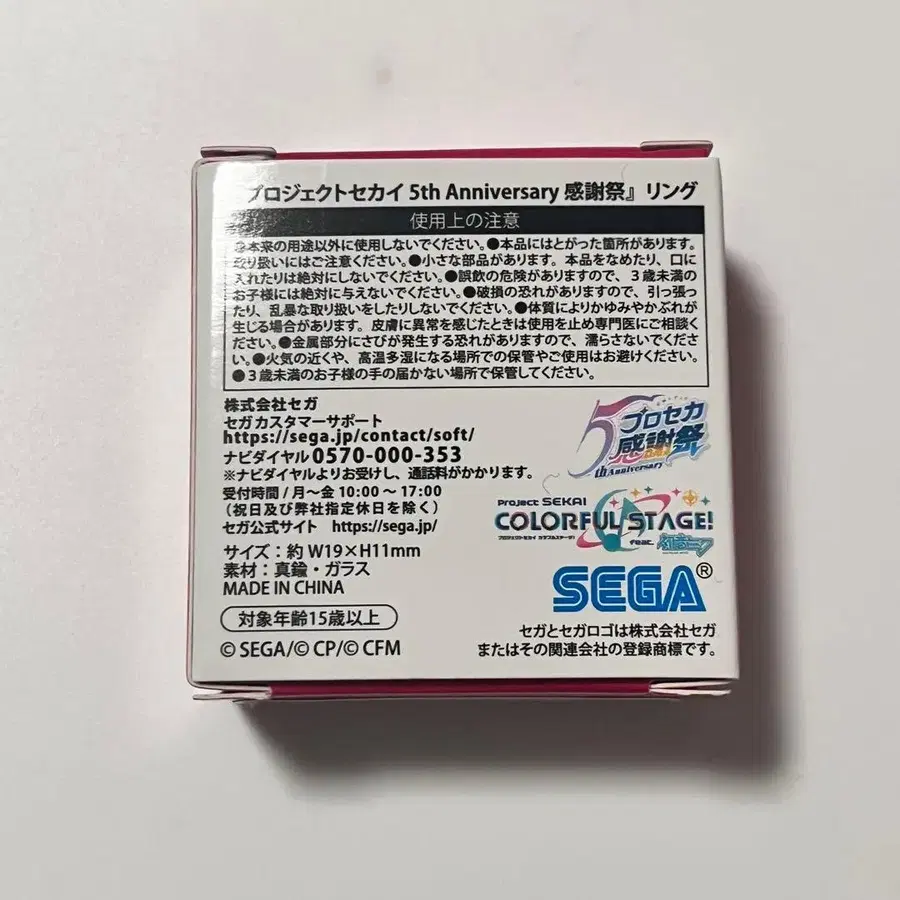 プロジェクトセカイ 5th Anniversary 感謝祭』リング
使用上の注意
●本来の用途以外に使用しないでください。●本品にはとがった箇所があります。
取り扱いにはご注意ください。●小さな部品があります。本品をなめたり、口に
入れたりは絶対にしないでください。●誤飲の危険がありますので、３歳未満の
お子様には絶対に与えないでください。●破損の恐れがありますので、引っ張っ
たり、乱暴な取り扱いをしたりしないでください。●体質によりかゆみやかぶれが
生じる場合があります。皮膚に異常を感じたときは使用を止め専門医にご相談く
ださい。●金属部分にさびが発生する恐れがありますので、濡らさないでくださ
い。●火気の近くや、高温多湿になる場所での保管やご使用はお避けください。
●３歳未満のお子様の手の届かない場所で保管してください。
株式会社セガ
セガ カスタマーサポート
https://sega.jp/contact/soft/
ナビダイヤル 0570-000-353
※ナビダイヤルよりお受けし、通話料がかかります。
受付時間 / 月～金 10:00 ～ 17:00
（祝日及び弊社指定休日を除く）
セガ公式サイト https://sega.jp/
サイズ：約 W19×H11mm
素材：真鍮・ガラス
MADE IN CHINA
対象年齢15歳以上
© SEGA/© CP/© CFM
5th Anniversary
プロセカ
感謝祭
Project SEKAI
COLORFUL STAGE!
プロジェクトセカイ カラフルステージ!
feat. 初音ミク
SEGA®
セガとセガロゴは株式会社セガ
またはその関連会社の登録商標です。